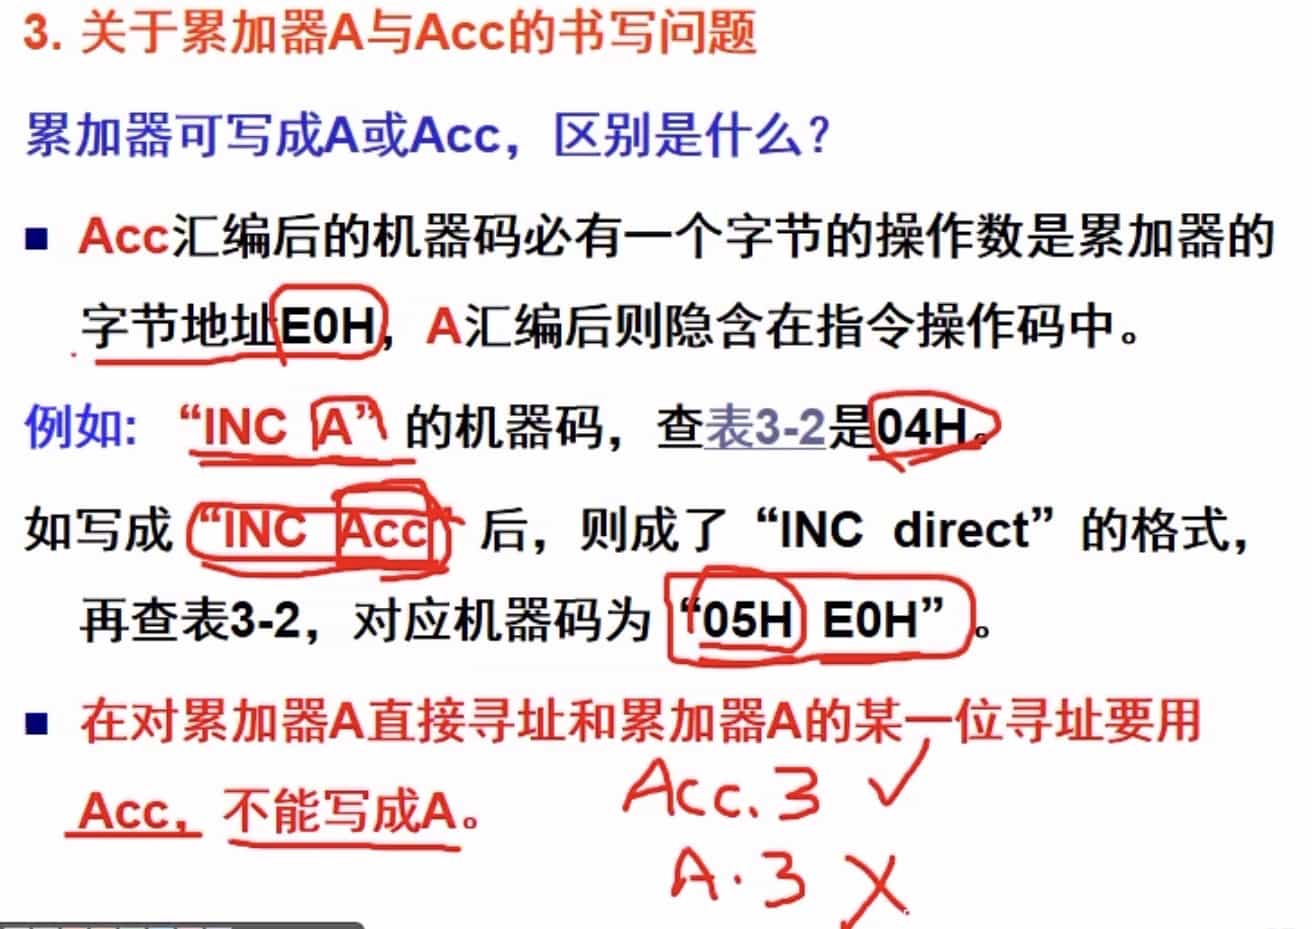 3. 关于累加器A与Acc的书写问题
累加器可写成A或Acc，区别是什么？
Acc汇编后的机器码必有一个字节的操作数是累加器的
字节地址E0H，A汇编后则隐含在指令操作码中。
例如: “INC A” 的机器码，查表3-2是04H。
如写成 “INC Acc” 后，则成了 “INC direct” 的格式，
再查表3-2，对应机器码为 “05H E0H” 。
在对累加器A直接寻址和累加器A的某一位寻址要用
Acc，不能写成A。
Acc.3 ✓
A.3 ×